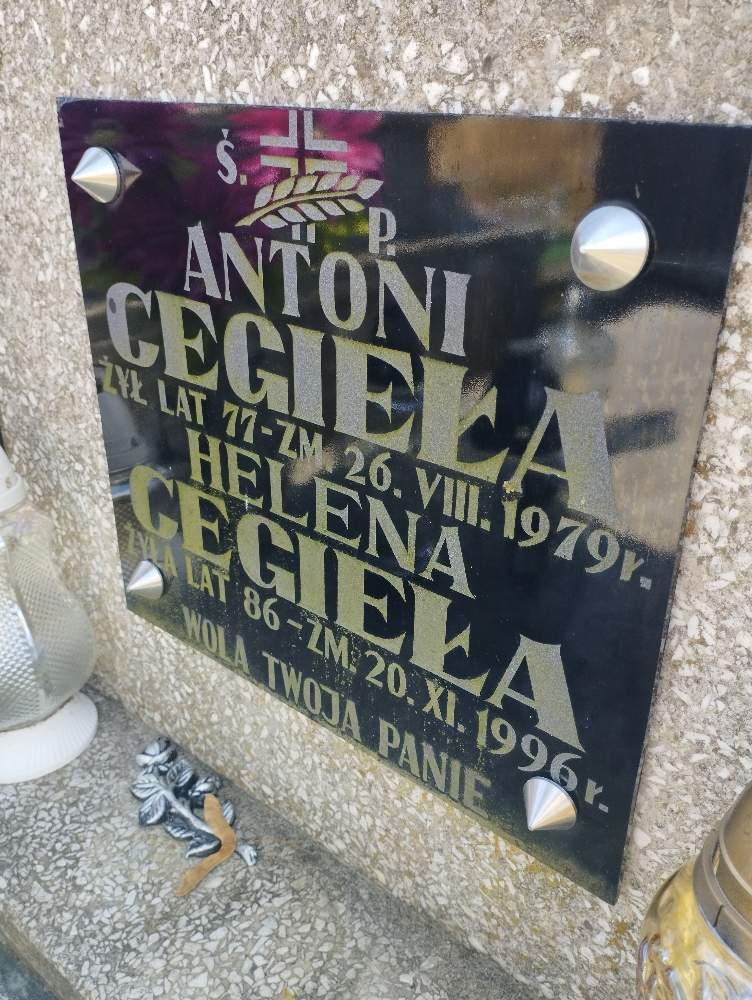 Ś. P.
ANTONI
CEGIEŁA
ŻYŁ LAT 77-ZM. 26. VIII. 1979r.
HELENA
CEGIEŁA
ŻYŁA LAT 86-ZM. 20. XI. 1996r.
WOLA TWOJA PANIE